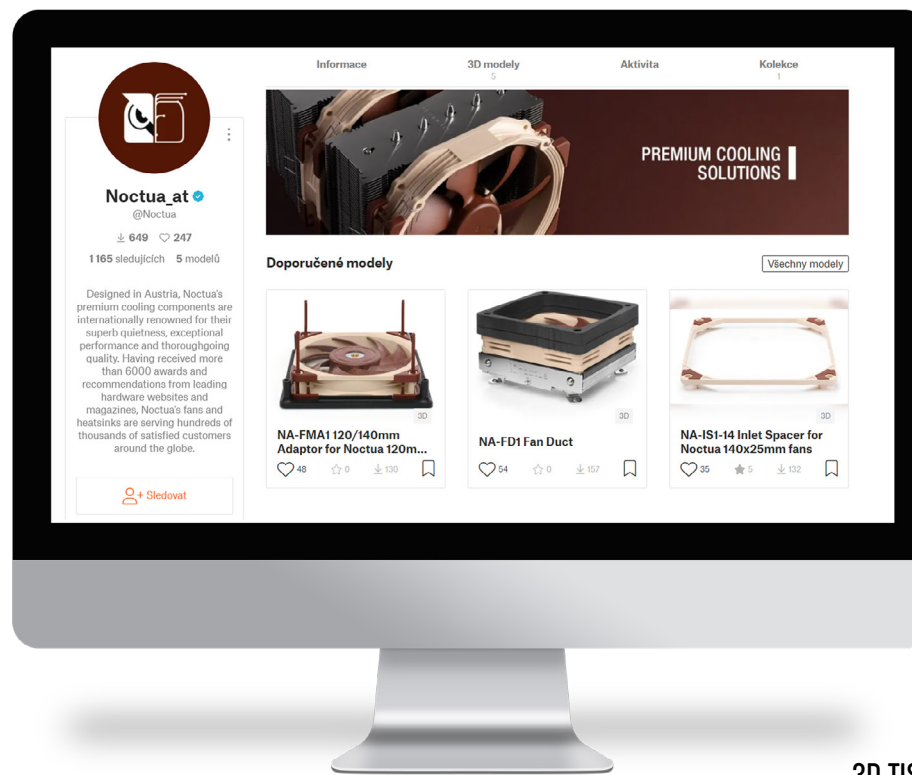 Informace
3D modely
5
Aktivita
Kolekce
1
PREMIUM COOLING
SOLUTIONS
Noctua_at
@Noctua
649 247
1 165 sledujících 5 modelů
Designed in Austria, Noctua's
premium cooling components are
internationally renowned for their
superb quietness, exceptional
performance and thoroughgoing
quality. Having received more
than 6000 awards and
recommendations from leading
hardware websites and
magazines, Noctua's fans and
heatsinks are serving hundreds of
thousands of satisfied customers
around the globe.
Sledovat
Doporučené modely
Všechny modely
3D
NA-FMA1 120/140mm
Adaptor for Noctua 120m...
48 0 130
3D
NA-FD1 Fan Duct
54 0 157
3D
NA-IS1-14 Inlet Spacer for
Noctua 140x25mm fans
35 5 132